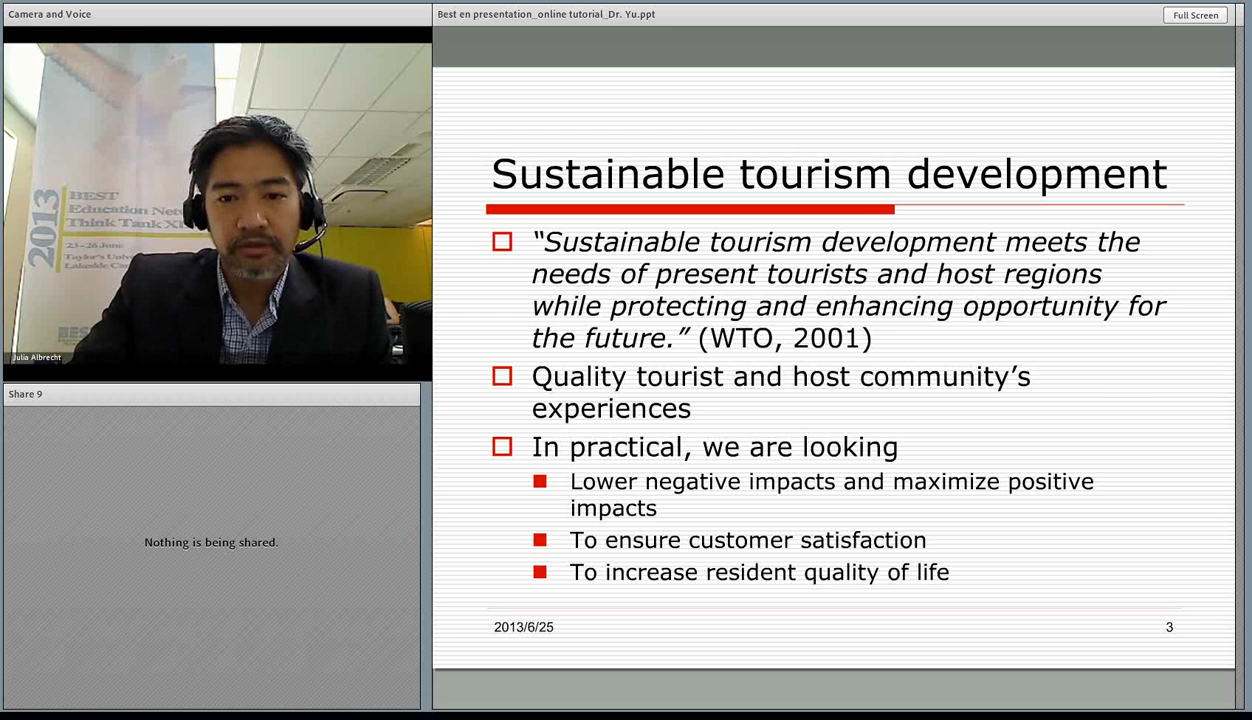 Camera and Voice
2013
BEST
Education Netw
Think Tank XI
23-26 June
Taylor's Univ
Lakeside Ca
BES
Julia Albrecht
Share 9
Nothing is being shared.
Best en presentation_online tutorial_Dr. Yu.ppt
Full Screen
Sustainable tourism development
“Sustainable tourism development meets the
needs of present tourists and host regions
while protecting and enhancing opportunity for
the future.” (WTO, 2001)
Quality tourist and host community’s
experiences
In practical, we are looking
Lower negative impacts and maximize positive
impacts
To ensure customer satisfaction
To increase resident quality of life
2013/6/25
3